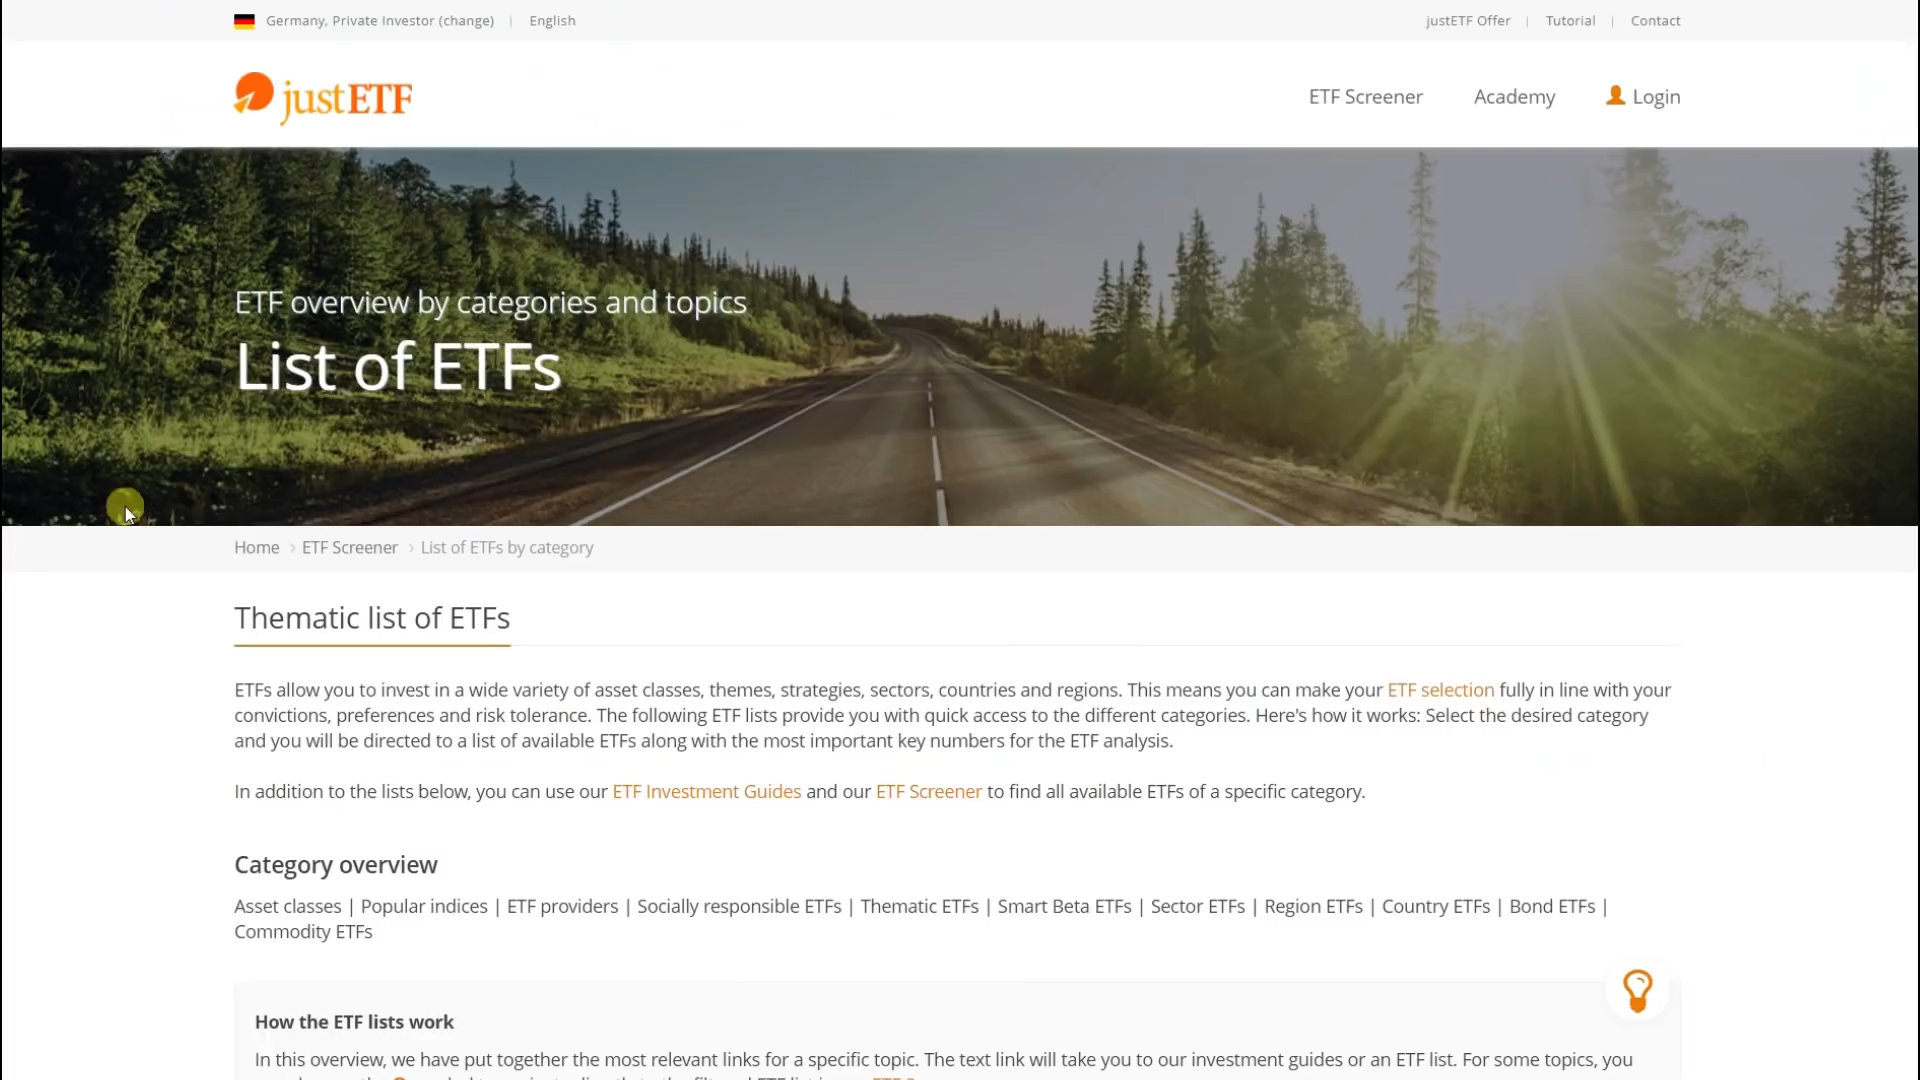 Germany, Private Investor (change) | English
justETF Offer | Tutorial | Contact
justETF
ETF Screener
Academy
Login
ETF overview by categories and topics
List of ETFs
Home › ETF Screener › List of ETFs by category
Thematic list of ETFs
ETFs allow you to invest in a wide variety of asset classes, themes, strategies, sectors, countries and regions. This means you can make your ETF selection fully in line with your
convictions, preferences and risk tolerance. The following ETF lists provide you with quick access to the different categories. Here's how it works: Select the desired category
and you will be directed to a list of available ETFs along with the most important key numbers for the ETF analysis.
In addition to the lists below, you can use our ETF Investment Guides and our ETF Screener to find all available ETFs of a specific category.
Category overview
Asset classes | Popular indices | ETF providers | Socially responsible ETFs | Thematic ETFs | Smart Beta ETFs | Sector ETFs | Region ETFs | Country ETFs | Bond ETFs |
Commodity ETFs
How the ETF lists work
In this overview, we have put together the most relevant links for a specific topic. The text link will take you to our investment guides or an ETF list. For some topics, you